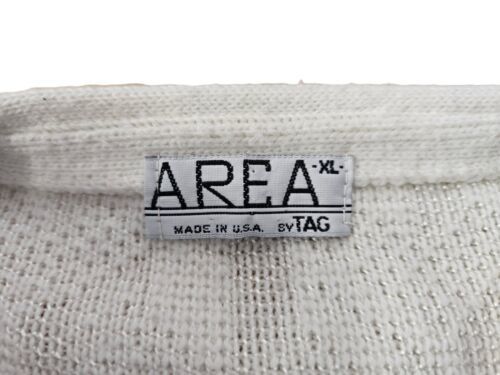 AREA -XL-
MADE IN U.S.A. BY TAG